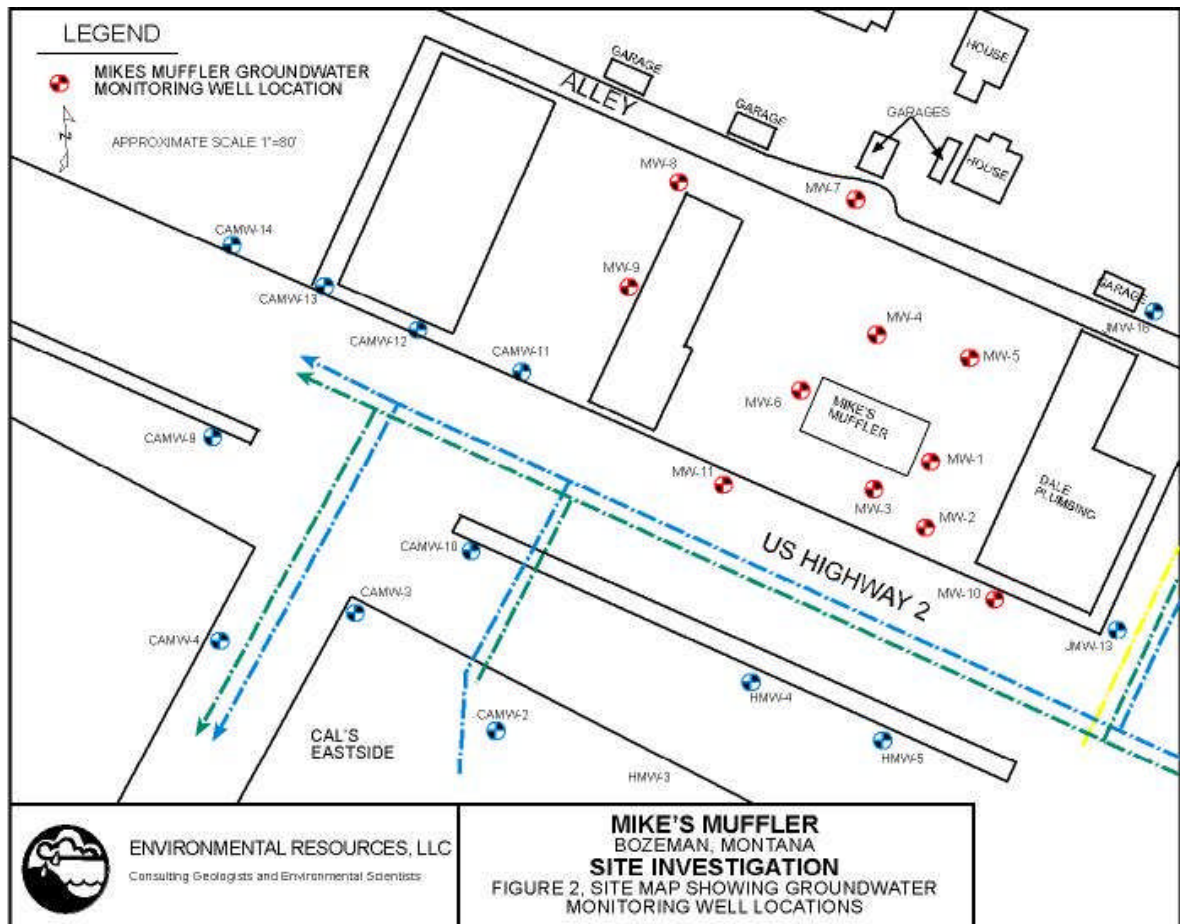 LEGEND
MIKES MUFFLER GROUNDWATER
MONITORING WELL LOCATION
N
APPROXIMATE SCALE 1"=80'
GARAGE
ALLEY
GARAGE
HOUSE
GARAGES
HOUSE
MW-8
MW-7
CAMW-14
MW-9
CAMW-13
GARAGE
JMW-16
MW-4
CAMW-12
CAMW-11
MW-5
MW-6
MIKE'S
MUFFLER
CAMW-8
MW-1
MW-11
MW-3
DALE
PLUMBING
MW-2
CAMW-10
US HIGHWAY 2
MW-10
CAMW-3
CAMW-4
JMW-13
HMW-4
CAMW-2
CAL'S
EASTSIDE
HMW-5
HMW-3
ENVIRONMENTAL RESOURCES, LLC
Consulting Geologists and Environmental Scientists
MIKE'S MUFFLER
BOZEMAN, MONTANA
SITE INVESTIGATION
FIGURE 2, SITE MAP SHOWING GROUNDWATER
MONITORING WELL LOCATIONS